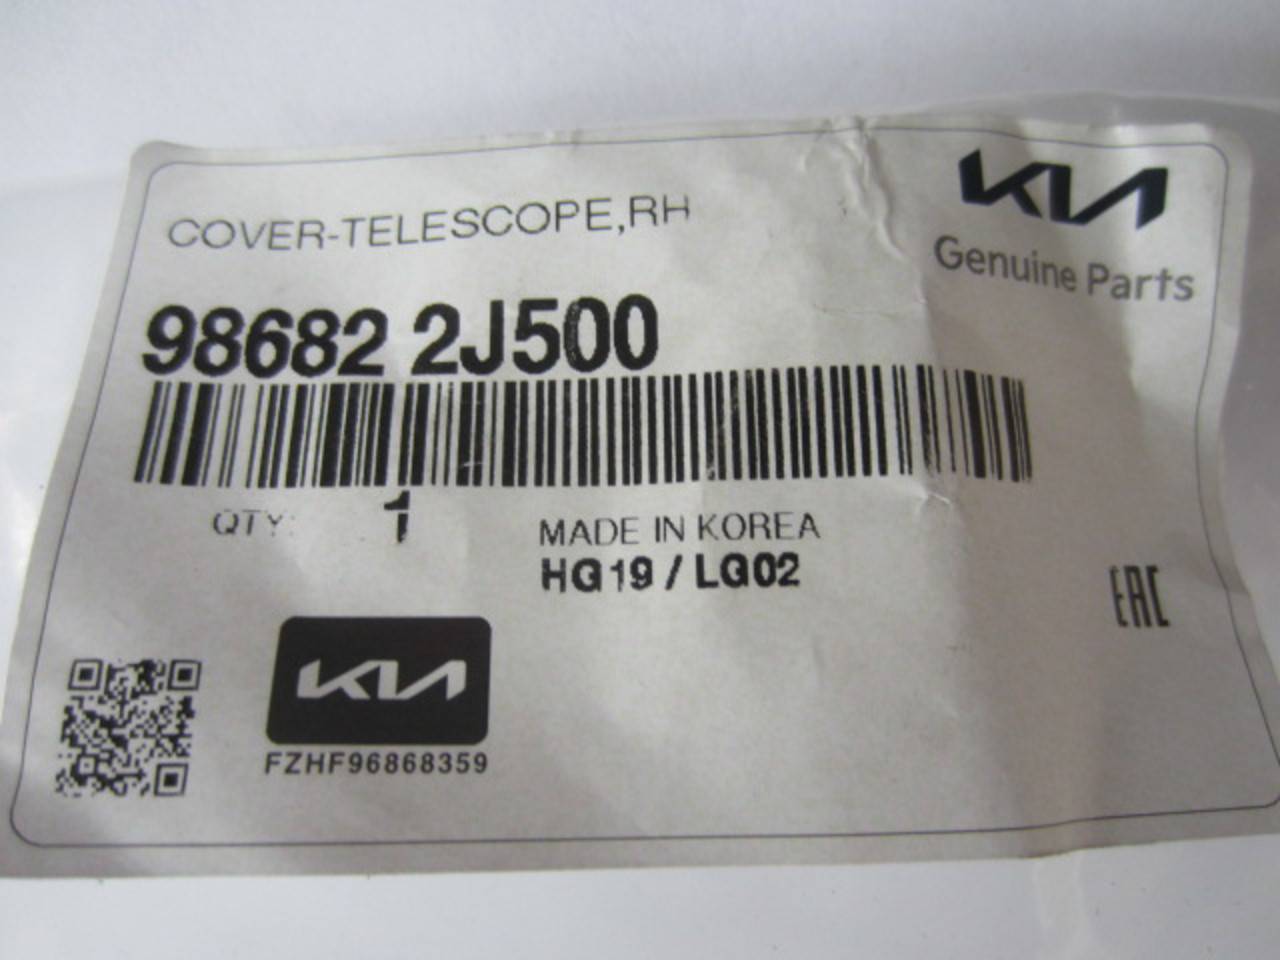 COVER-TELESCOPE,RH
KIA
Genuine Parts
98682 2J500
QTY: 1
MADE IN KOREA
HG19 / LG02
EAC
KIA
FZHF96868359